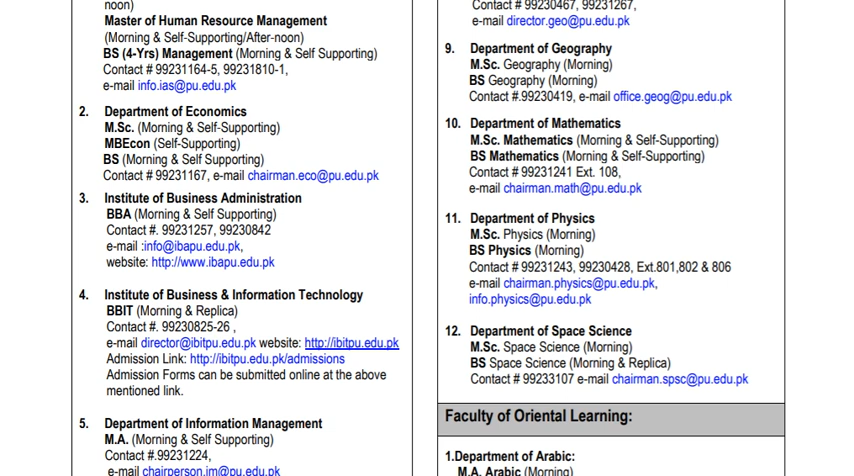 noon)
Master of Human Resource Management
(Morning & Self-Supporting/After-noon)
BS (4-Yrs) Management (Morning & Self Supporting)
Contact # 99231164-5, 99231810-1,
e-mail info.ias@pu.edu.pk
2. Department of Economics
M.Sc. (Morning & Self-Supporting)
MBEcon (Self-Supporting)
BS (Morning & Self Supporting)
Contact # 99231167, e-mail chairman.eco@pu.edu.pk
3. Institute of Business Administration
BBA (Morning & Self Supporting)
Contact #. 99231257, 99230842
e-mail :info@ibapu.edu.pk,
website: http://www.ibapu.edu.pk
4. Institute of Business & Information Technology
BBIT (Morning & Replica)
Contact #. 99230825-26 ,
e-mail director@ibitpu.edu.pk website: http://ibitpu.edu.pk
Admission Link: http://ibitpu.edu.pk/admissions
Admission Forms can be submitted online at the above
mentioned link.
5. Department of Information Management
M.A. (Morning & Self Supporting)
Contact #.99231224,
e-mail chairperson.im@pu.edu.pk
Contact # 99230467, 99231267,
e-mail director.geo@pu.edu.pk
9. Department of Geography
M.Sc. Geography (Morning)
BS Geography (Morning)
Contact #.99230419, e-mail office.geog@pu.edu.pk
10. Department of Mathematics
M.Sc. Mathematics (Morning & Self-Supporting)
BS Mathematics (Morning & Self-Supporting)
Contact # 99231241 Ext. 108,
e-mail chairman.math@pu.edu.pk
11. Department of Physics
M.Sc. Physics (Morning)
BS Physics (Morning)
Contact # 99231243, 99230428, Ext.801,802 & 806
e-mail chairman.physics@pu.edu.pk,
info.physics@pu.edu.pk
12. Department of Space Science
M.Sc. Space Science (Morning)
BS Space Science (Morning & Replica)
Contact # 99233107 e-mail chairman.spsc@pu.edu.pk
Faculty of Oriental Learning:
1.Department of Arabic:
M.A. Arabic (Morning)